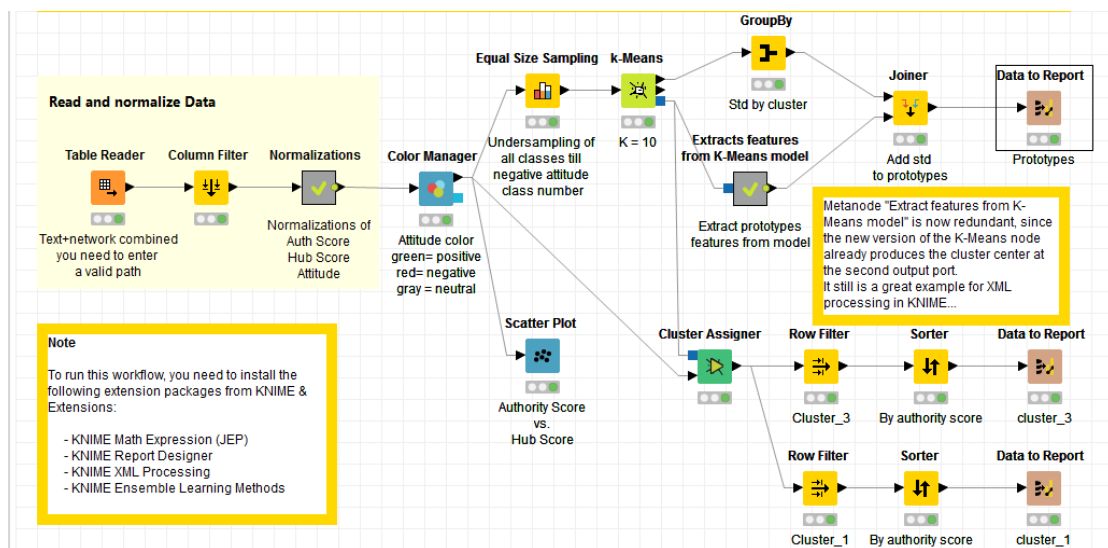 GroupBy
Std by cluster
Equal Size Sampling
Undersampling of
all classes till
negative attitude
class number
k-Means
K = 10
Joiner
Add std
to prototypes
Data to Report
Prototypes
Read and normalize Data
Table Reader
Text+network combined
you need to enter
a valid path
Column Filter
Normalizations
Normalizations of
Auth Score
Hub Score
Attitude
Color Manager
Attitude color
green= positive
red= negative
gray = neutral
Extracts features
from K-Means model
Extract prototypes
features from model
Metanode "Extract features from K-
Means model" is now redundant, since
the new version of the K-Means node
already produces the cluster center at
the second output port.
It still is a great example for XML
processing in KNIME...
Note
To run this workflow, you need to install the
following extension packages from KNIME &
Extensions:
- KNIME Math Expression (JEP)
- KNIME Report Designer
- KNIME XML Processing
- KNIME Ensemble Learning Methods
Scatter Plot
Authority Score
vs.
Hub Score
Cluster Assigner
Row Filter
Cluster_3
Sorter
By authority score
Data to Report
cluster_3
Row Filter
Cluster_1
Sorter
By authority score
Data to Report
cluster_1